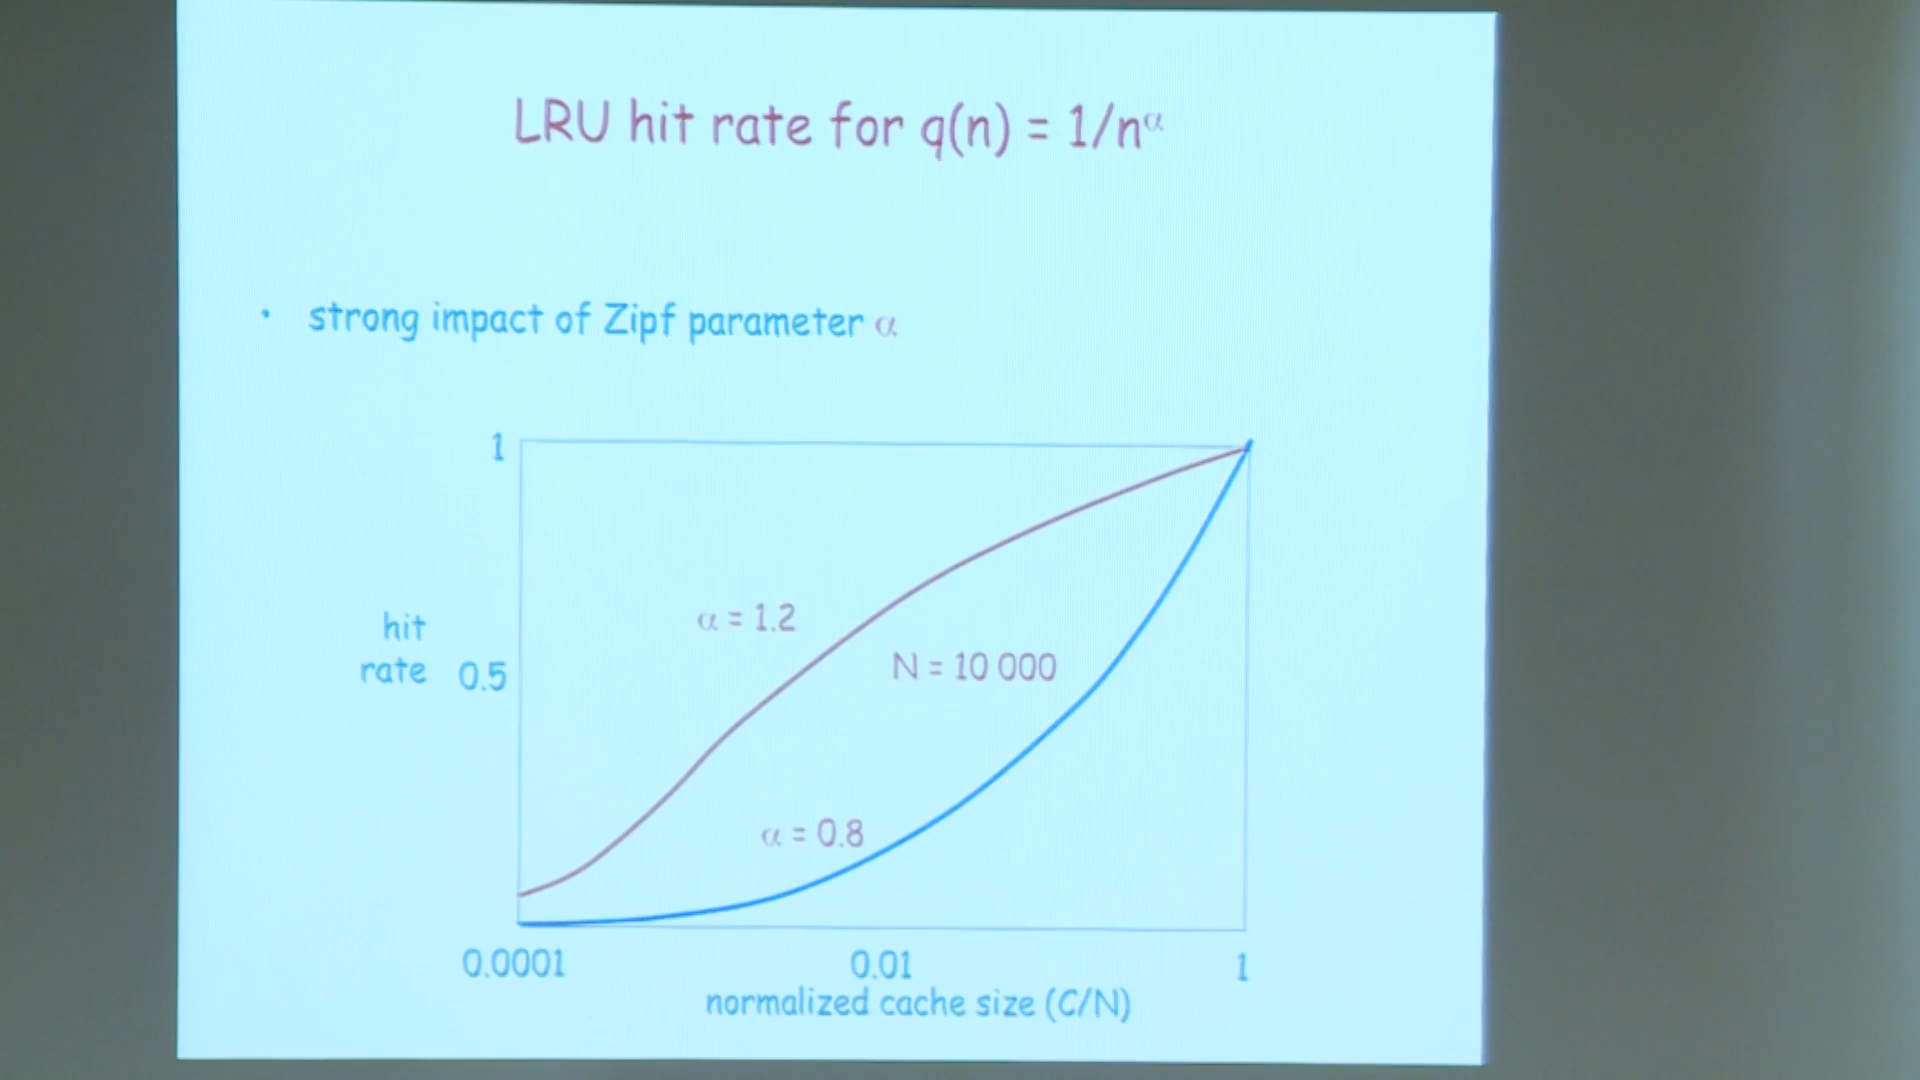 LRU hit rate for q(n) = 1/n^α
• strong impact of Zipf parameter α
1
α = 1.2
hit
rate
0.5
N = 10 000
α = 0.8
0.0001
0.01
1
normalized cache size (C/N)